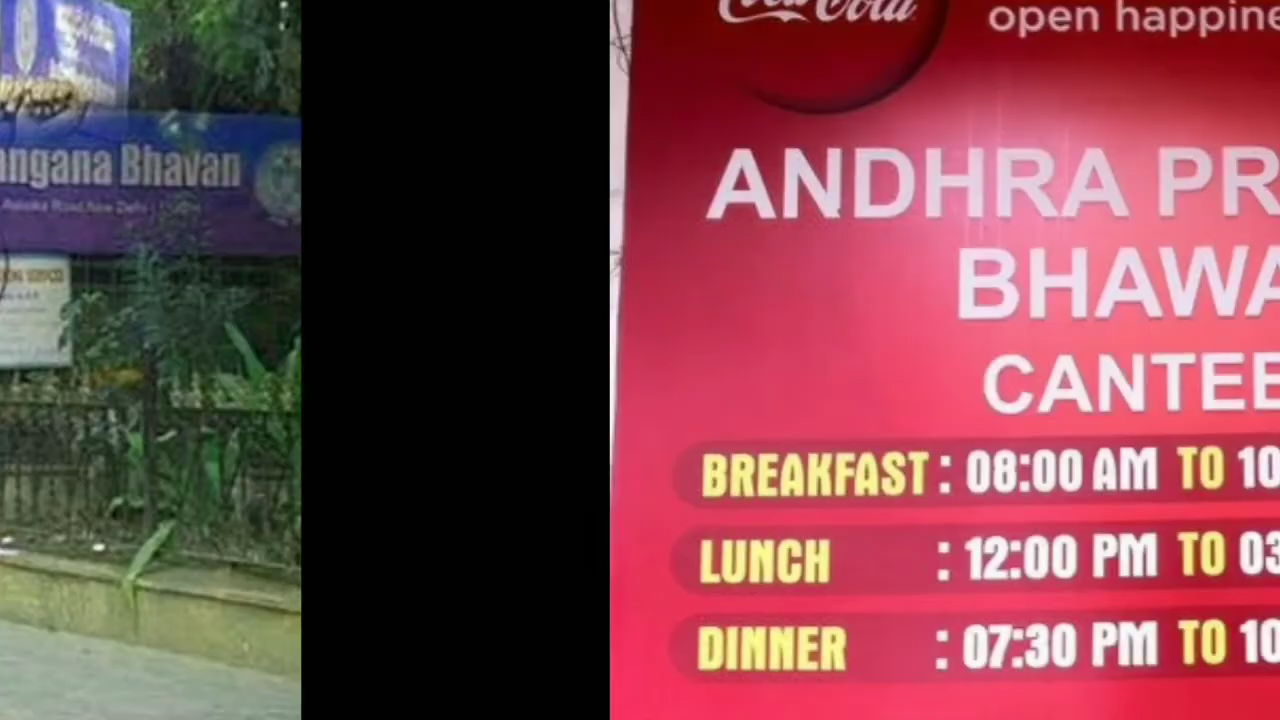 angana Bhavan
Ashoka Road, New Delhi
Coca-Cola
open happine
ANDHRA PR
BHAWA
CANTEE
BREAKFAST : 08:00 AM TO 10
LUNCH : 12:00 PM TO 03
DINNER : 07:30 PM TO 10